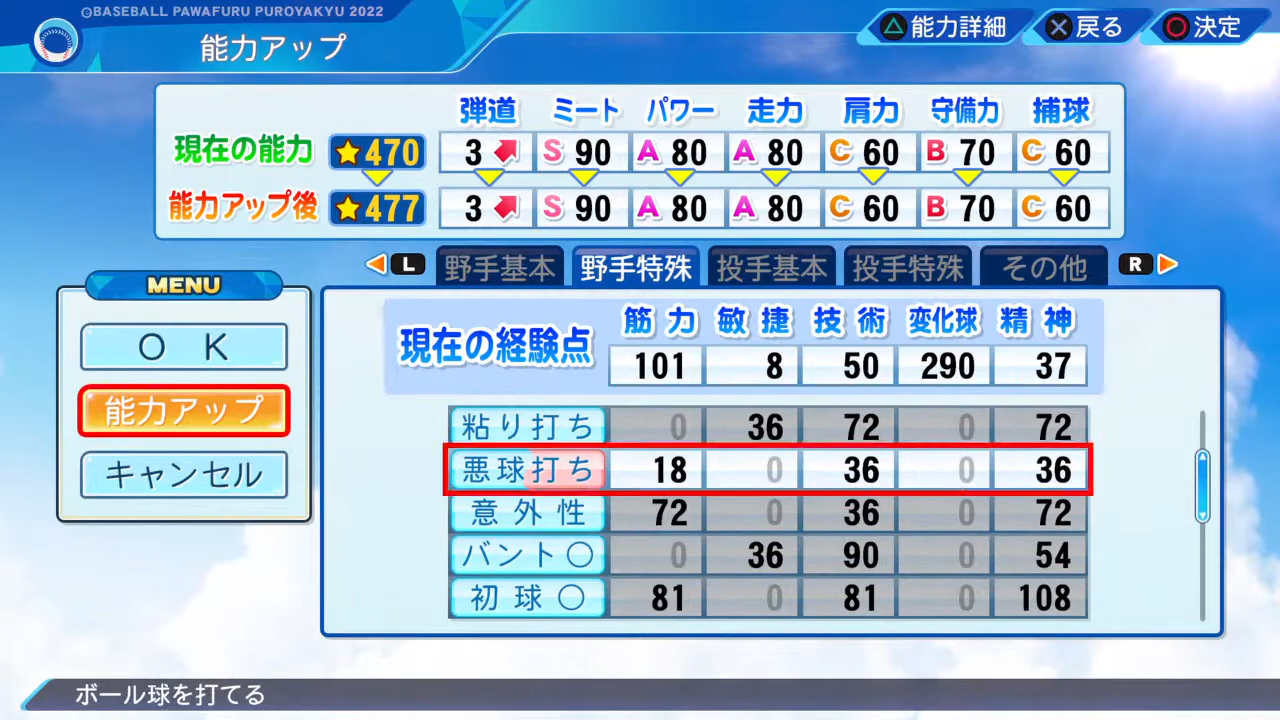 ©BASEBALL PAWAFURU PUROYAKYU 2022
能力アップ
△能力詳細 ×戻る ○決定
弾道 ミート パワー 走力 肩力 守備力 捕球
現在の能力 ★470 3 S 90 A 80 A 80 C 60 B 70 C 60
能力アップ後 ★477 3 S 90 A 80 A 80 C 60 B 70 C 60
L 野手基本 野手特殊 投手基本 投手特殊 その他 R
MENU
OK
能力アップ
キャンセル
筋力 敏捷 技術 変化球 精神
現在の経験点 101 8 50 290 37
粘り打ち 0 36 72 0 72
悪球打ち 18 0 36 0 36
意外性 72 0 36 0 72
バント○ 0 36 90 0 54
初球○ 81 0 81 0 108
ボール球を打てる